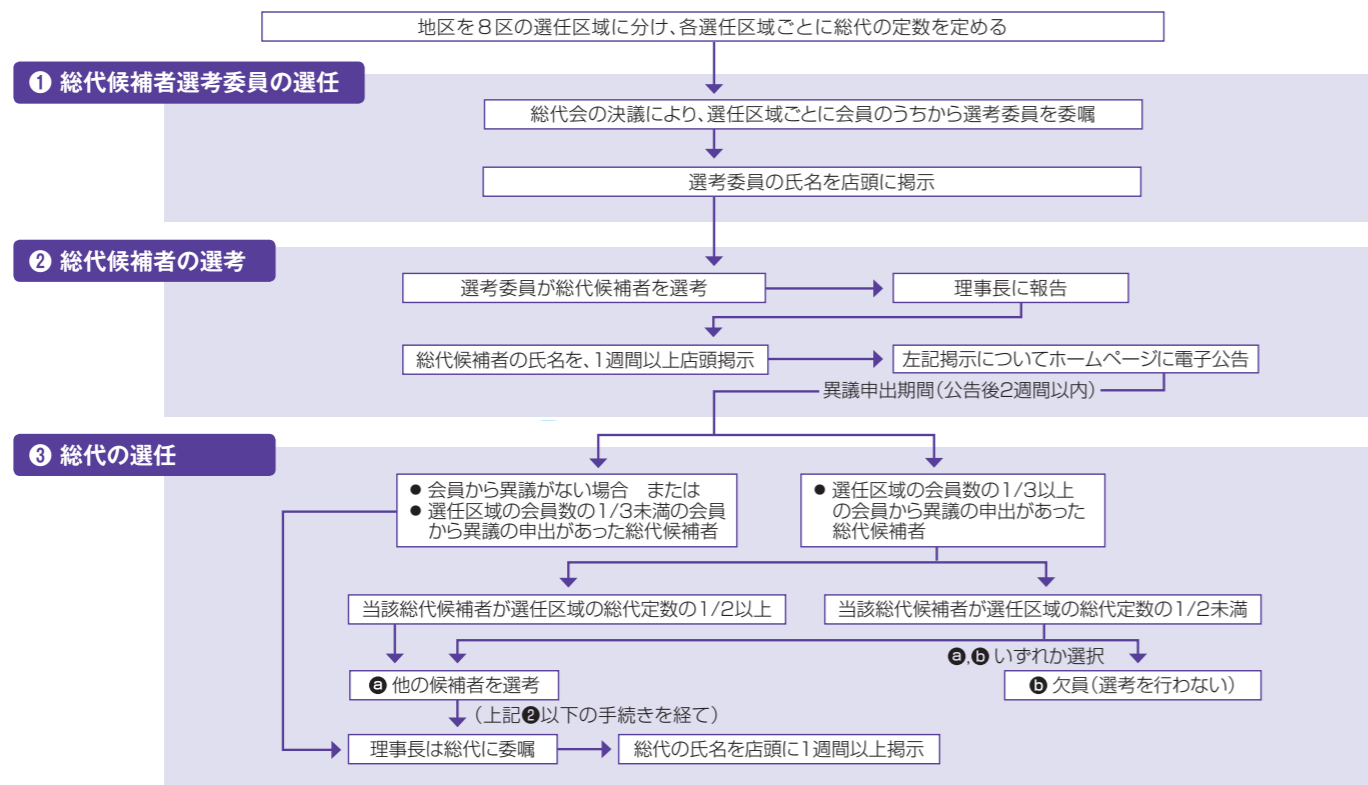 地区を8区の選任区域に分け、各選任区域ごとに総代の定数を定める
❶ 総代候補者選考委員の選任
総代会の決議により、選任区域ごとに会員のうちから選考委員を委嘱
選考委員の氏名を店頭に掲示
❷ 総代候補者の選考
選考委員が総代候補者を選考
理事長に報告
総代候補者の氏名を、1週間以上店頭掲示
左記掲示についてホームページに電子公告
異議申出期間(公告後2週間以内)
❸ 総代の選任
● 会員から異議がない場合 または
● 選任区域の会員数の1/3未満の会員
から異議の申出があった総代候補者
● 選任区域の会員数の1/3以上
の会員から異議の申出があった
総代候補者
当該総代候補者が選任区域の総代定数の1/2以上
当該総代候補者が選任区域の総代定数の1/2未満
ⓐ,ⓑ いずれか選択
ⓐ 他の候補者を選考
ⓑ 欠員(選考を行わない)
(上記❷以下の手続きを経て)
理事長は総代に委嘱
総代の氏名を店頭に1週間以上掲示